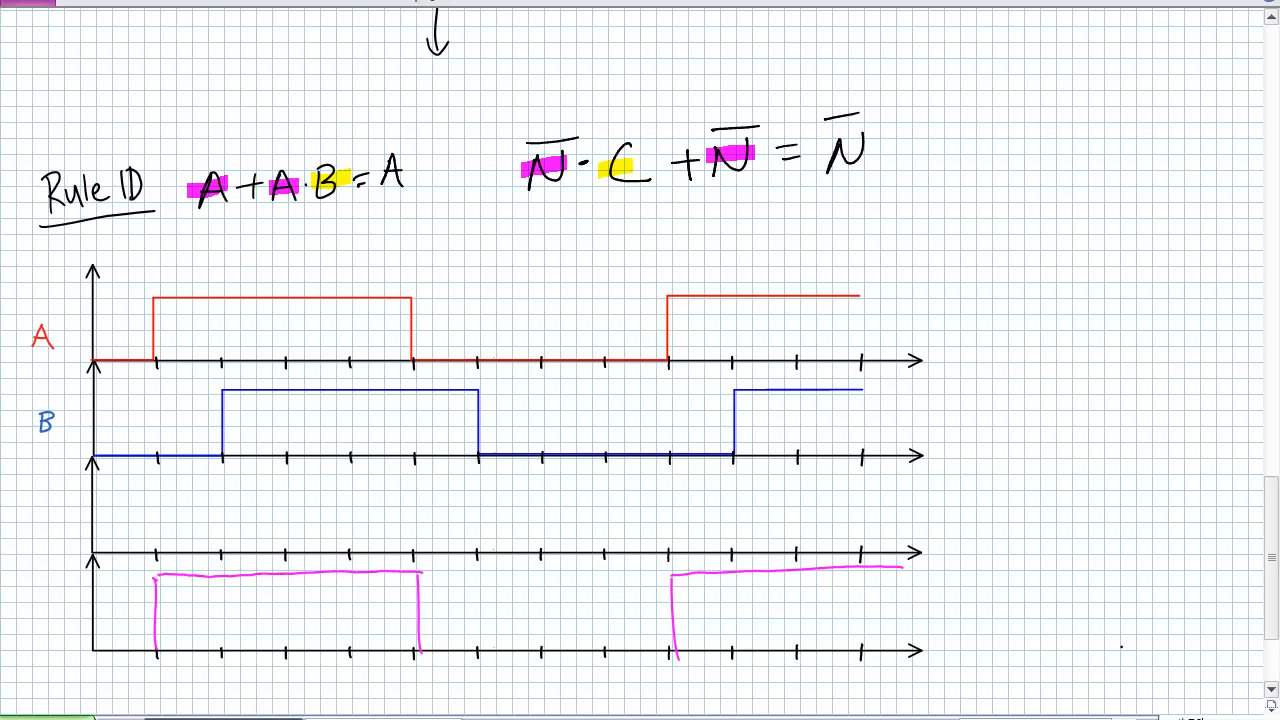 Rule 10 A + A · B = A
N̅ · C + N̅ = N̅
A
B